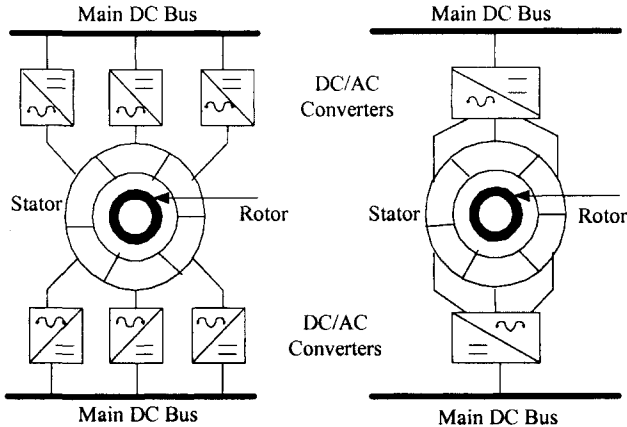 Main DC Bus
Main DC Bus
DC/AC
Converters
Stator
Rotor
Stator
Rotor
DC/AC
Converters
Main DC Bus
Main DC Bus